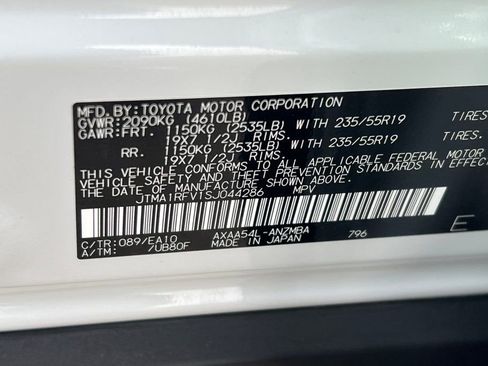 MFD. BY: TOYOTA MOTOR CORPORATION
GVWR: 2090KG (4610LB)
GAWR: FRT. 1150KG (2535LB) WITH 235/55R19 TIRES.
19X7 1/2J RIMS.
RR. 1150KG (2535LB) WITH 235/55R19 TIRES.
19X7 1/2J RIMS.
THIS VEHICLE CONFORMS TO ALL APPLICABLE FEDERAL MOTOR
VEHICLE SAFETY AND THEFT PREVENTION STANDARDS IN EFFECT
THE DATE OF MANUFACTURE SHOWN ABOVE.
JTMA1RFV1SJ044286 MPV
C/TR: 089/EA10 AXAA54L-ANZMBA 796 E
A/TM: 7UB80F MADE IN JAPAN